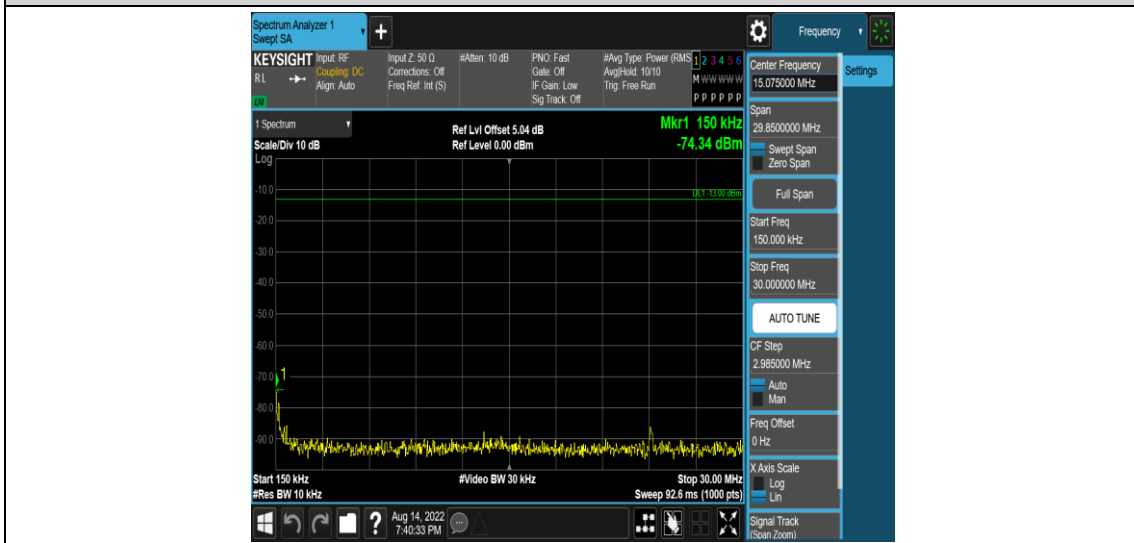 Spectrum Analyzer 1
Swept SA
+
Frequency
KEYSIGHT
RL
LXI
Input: RF
Coupling: DC
Align: Auto
Input Z: 50 Ω
Corrections: Off
Freq Ref: Int (S)
#Atten: 10 dB
PNO: Fast
Gate: Off
IF Gain: Low
Sig Track: Off
#Avg Type: Power (RMS
Avg|Hold: 10/10
Trig: Free Run
1 2 3 4 5 6
M W W W W W
P P P P P P
1 Spectrum
Scale/Div 10 dB
Log
Ref Lvl Offset 5.04 dB
Ref Level 0.00 dBm
Mkr1 150 kHz
-74.34 dBm
DL1 -13.00 dBm
-10.0
-20.0
-30.0
-40.0
-50.0
-60.0
-70.0
1
-80.0
-90.0
Start 150 kHz
#Res BW 10 kHz
#Video BW 30 kHz
Stop 30.00 MHz
Sweep 92.6 ms (1000 pts)
?
Aug 14, 2022
7:40:33 PM
Center Frequency
15.075000 MHz
Settings
Span
29.8500000 MHz
Swept Span
Zero Span
Full Span
Start Freq
150.000 kHz
Stop Freq
30.000000 MHz
AUTO TUNE
CF Step
2.985000 MHz
Auto
Man
Freq Offset
0 Hz
X Axis Scale
Log
Lin
Signal Track
(Span Zoom)